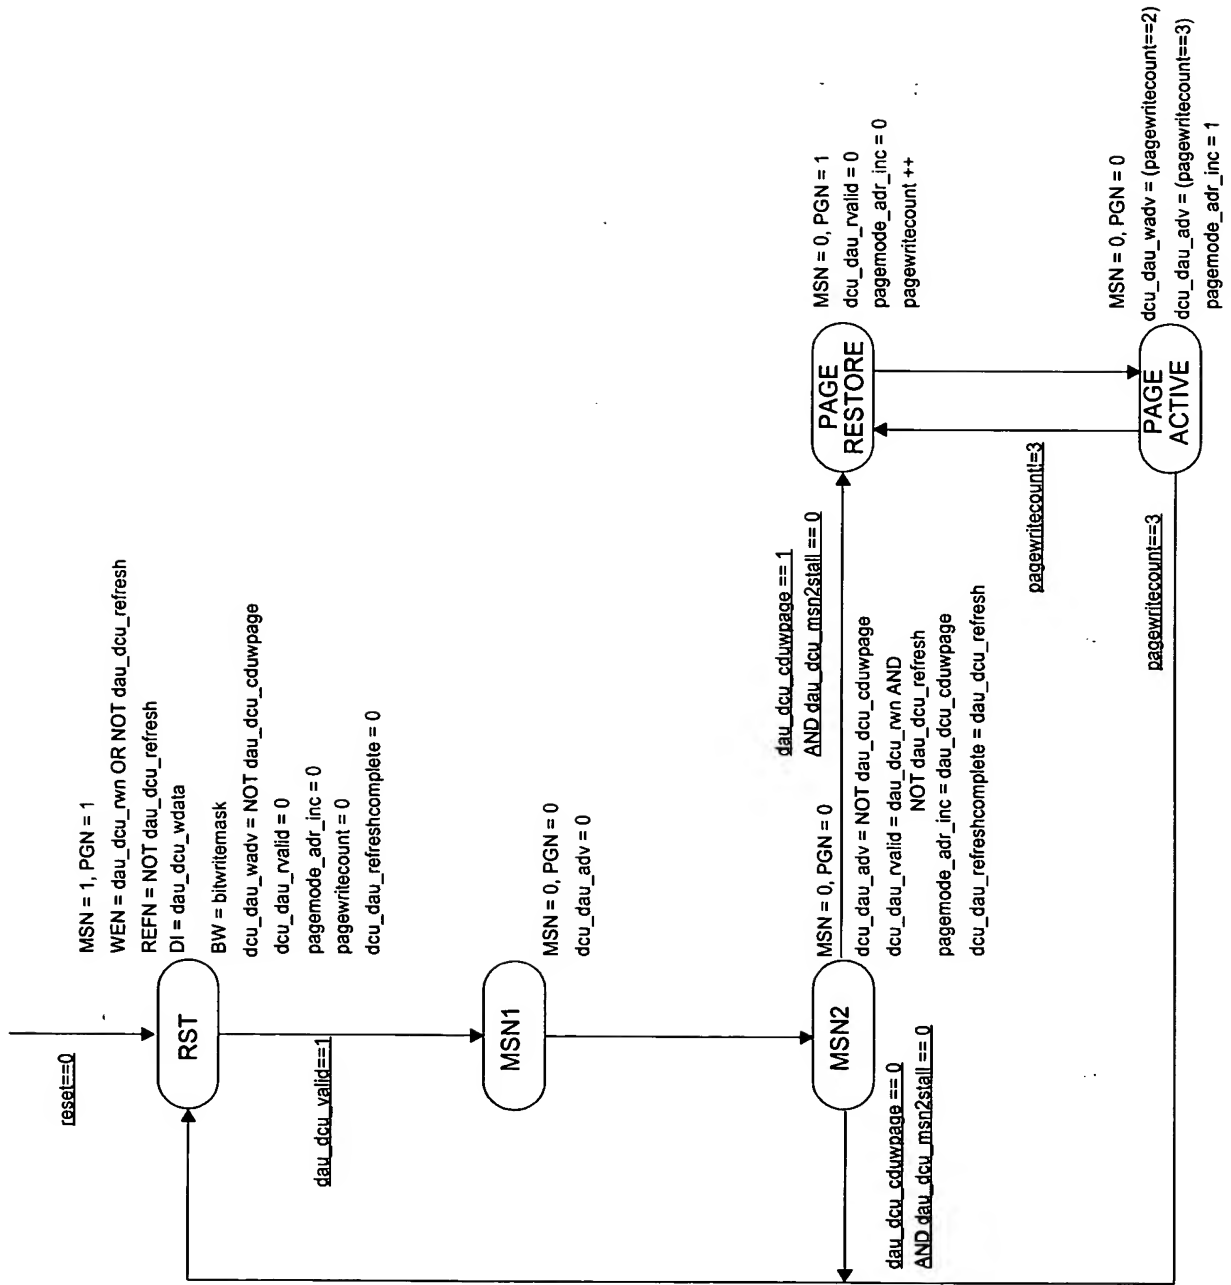 reset==0
RST
MSN = 1, PGN = 1
WEN = dau_dcu_rwn OR NOT dau_dcu_refresh
REFN = NOT dau_dcu_refresh
DI = dau_dcu_wdata
BW = bitwritemask
dcu_dau_wadv = NOT dau_dcu_cduwpage
dcu_dau_rvalid = 0
pagemode_adr_inc = 0
pagewritecount = 0
dcu_dau_refreshcomplete = 0
dau_dcu_valid==1
MSN1
MSN = 0, PGN = 0
dcu_dau_adv = 0
MSN2
MSN = 0, PGN = 0
dcu_dau_adv = NOT dau_dcu_cduwpage
dcu_dau_rvalid = dau_dcu_rwn AND
NOT dau_dcu_refresh
pagemode_adr_inc = dau_dcu_cduwpage
dcu_dau_refreshcomplete = dau_dcu_refresh
dau_dcu_cduwpage == 0
AND dau_dcu_msn2stall == 0
dau_dcu_cduwpage == 1
AND dau_dcu_msn2stall == 0
PAGE
RESTORE
MSN = 0, PGN = 1
dcu_dau_rvalid = 0
pagemode_adr_inc = 0
pagewritecount ++
pagewritecount!=3
pagewritecount==3
PAGE
ACTIVE
MSN = 0, PGN = 0
dcu_dau_wadv = (pagewritecount==2)
dcu_dau_adv = (pagewritecount==3)
pagemode_adr_inc = 1